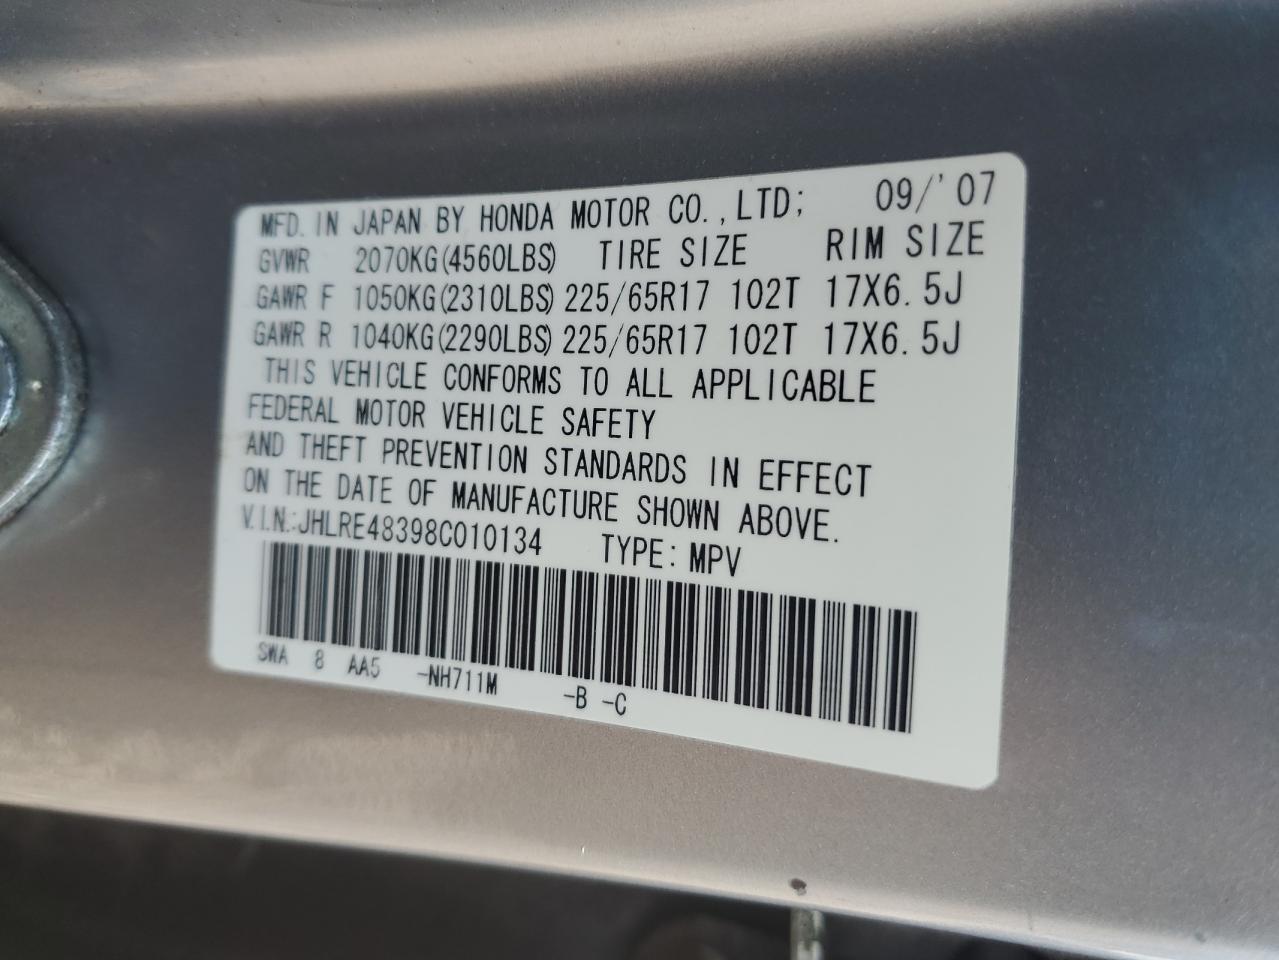 MFD. IN JAPAN BY HONDA MOTOR CO., LTD; 09/'07
GVWR 2070KG(4560LBS) TIRE SIZE RIM SIZE
GAWR F 1050KG(2310LBS) 225/65R17 102T 17X6.5J
GAWR R 1040KG(2290LBS) 225/65R17 102T 17X6.5J
THIS VEHICLE CONFORMS TO ALL APPLICABLE
FEDERAL MOTOR VEHICLE SAFETY
AND THEFT PREVENTION STANDARDS IN EFFECT
ON THE DATE OF MANUFACTURE SHOWN ABOVE.
V.I.N.:JHLRE48398C010134 TYPE: MPV
SWA 8 AA5 -NH711M -B -C